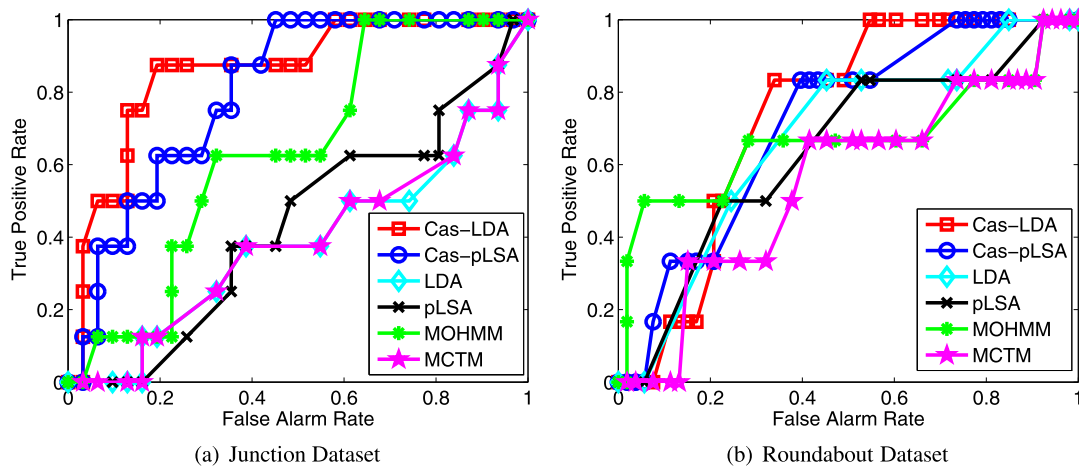 1
0.8
0.6
0.4
0.2
0
True Positive Rate
0
0.2
0.4
0.6
0.8
1
False Alarm Rate
Cas-LDA
Cas-pLSA
LDA
pLSA
MOHMM
MCTM
(a) Junction Dataset
1
0.8
0.6
0.4
0.2
0
True Positive Rate
0
0.2
0.4
0.6
0.8
1
False Alarm Rate
Cas-LDA
Cas-pLSA
LDA
pLSA
MOHMM
MCTM
(b) Roundabout Dataset